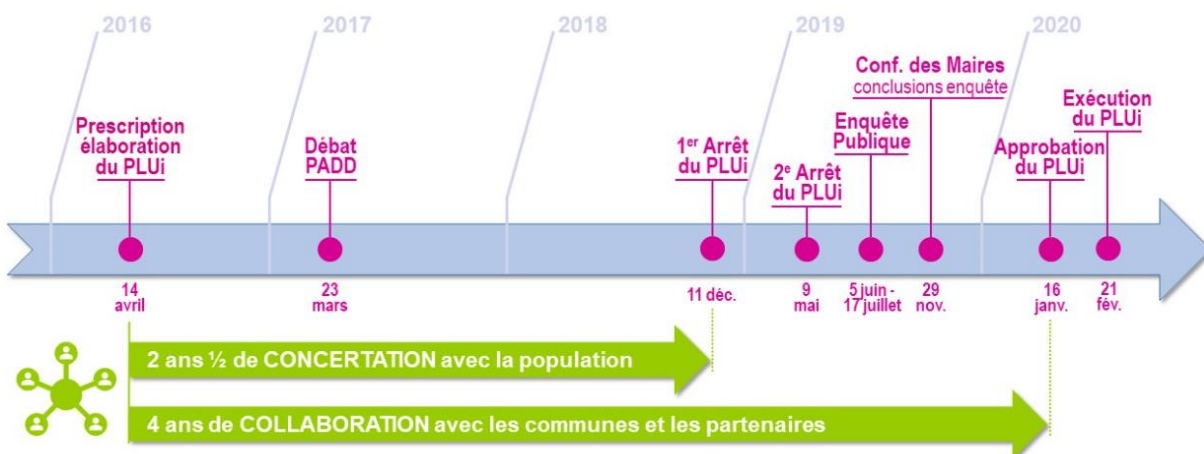 2016
2017
2018
2019
2020
Prescription
élaboration
du PLUi
Débat
PADD
1er Arrêt
du PLUi
2e Arrêt
du PLUi
Enquête
Publique
Conf. des Maires
conclusions enquête
Approbation
du PLUi
Exécution
du PLUi
14
avril
23
mars
11 déc.
9
mai
5 juin -
17 juillet
29
nov.
16
janv.
21
fév.
2 ans ½ de CONCERTATION avec la population
4 ans de COLLABORATION avec les communes et les partenaires